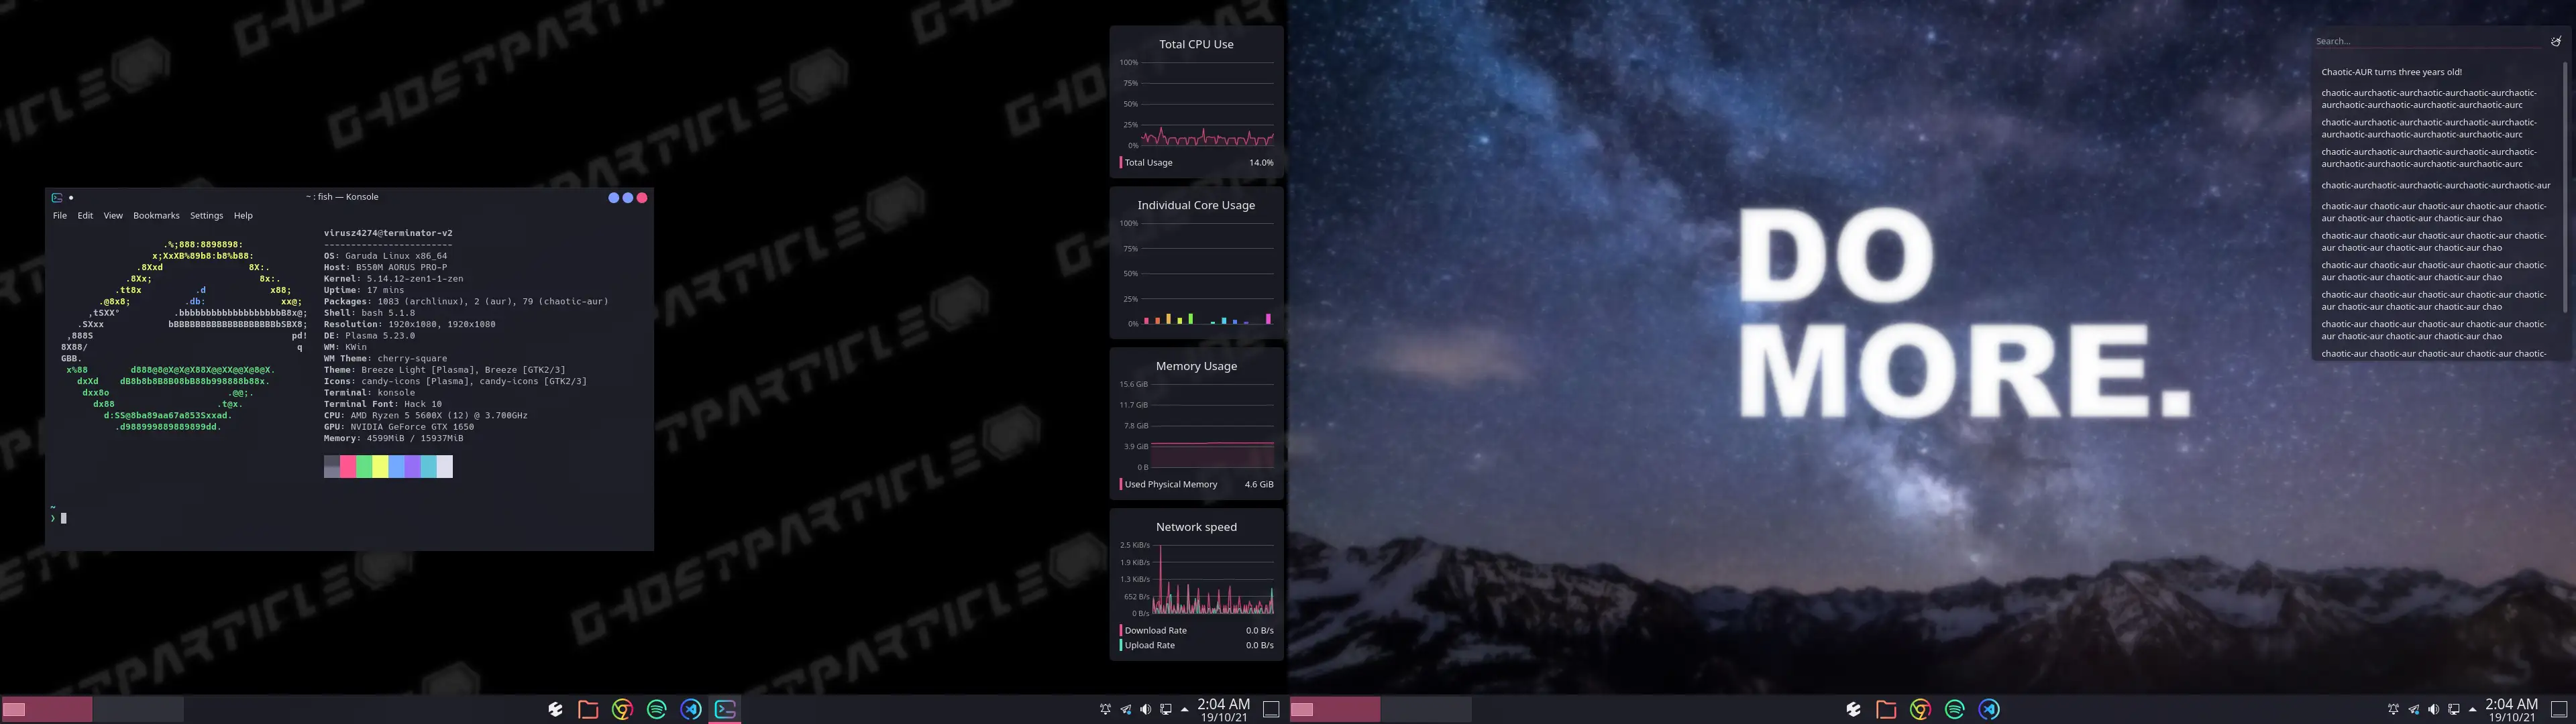 ~ : fish — Konsole
File Edit View Bookmarks Settings Help
virusz4274@terminator-v2
------------------------
OS: Garuda Linux x86_64
Host: B550M AORUS PRO-P
Kernel: 5.14.12-zen1-1-zen
Uptime: 17 mins
Packages: 1083 (archlinux), 2 (aur), 79 (chaotic-aur)
Shell: bash 5.1.8
Resolution: 1920x1080, 1920x1080
DE: Plasma 5.23.0
WM: KWin
WM Theme: cherry-square
Theme: Breeze Light [Plasma], Breeze [GTK2/3]
Icons: candy-icons [Plasma], candy-icons [GTK2/3]
Terminal: konsole
Terminal Font: Hack 10
CPU: AMD Ryzen 5 5600X (12) @ 3.700GHz
GPU: NVIDIA GeForce GTX 1650
Memory: 4599MiB / 15937MiB
~
❯
GHOSTPARTICLE
GHOSTPARTICLE
GHOSTPARTICLE
Total CPU Use
100%
75%
50%
25%
0%
Total Usage 14.0%
Individual Core Usage
100%
75%
50%
25%
0%
Memory Usage
15.6 GiB
11.7 GiB
7.8 GiB
3.9 GiB
0 B
Used Physical Memory 4.6 GiB
Network speed
2.5 KiB/s
1.9 KiB/s
1.3 KiB/s
652 B/s
0 B/s
Download Rate 0.0 B/s
Upload Rate 0.0 B/s
2:04 AM
19/10/21
DO
MORE.
Search...
Chaotic-AUR turns three years old!
chaotic-aurchaotic-aurchaotic-aurchaotic-aurchaotic-
aurchaotic-aurchaotic-aurchaotic-aurchaotic-aurc
chaotic-aurchaotic-aurchaotic-aurchaotic-aurchaotic-
aurchaotic-aurchaotic-aurchaotic-aurchaotic-aurc
chaotic-aurchaotic-aurchaotic-aurchaotic-aurchaotic-
aurchaotic-aurchaotic-aurchaotic-aurchaotic-aurc
chaotic-aurchaotic-aurchaotic-aurchaotic-aurchaotic-aur
chaotic-aur chaotic-aur chaotic-aur chaotic-aur chaotic-
aur chaotic-aur chaotic-aur chaotic-aur chao
chaotic-aur chaotic-aur chaotic-aur chaotic-aur chaotic-
aur chaotic-aur chaotic-aur chaotic-aur chao
chaotic-aur chaotic-aur chaotic-aur chaotic-aur chaotic-
aur chaotic-aur chaotic-aur chaotic-aur chao
chaotic-aur chaotic-aur chaotic-aur chaotic-aur chaotic-
aur chaotic-aur chaotic-aur chaotic-aur chao
chaotic-aur chaotic-aur chaotic-aur chaotic-aur chaotic-
aur chaotic-aur chaotic-aur chaotic-aur chao
chaotic-aur chaotic-aur chaotic-aur chaotic-aur chaotic-
2:04 AM
19/10/21